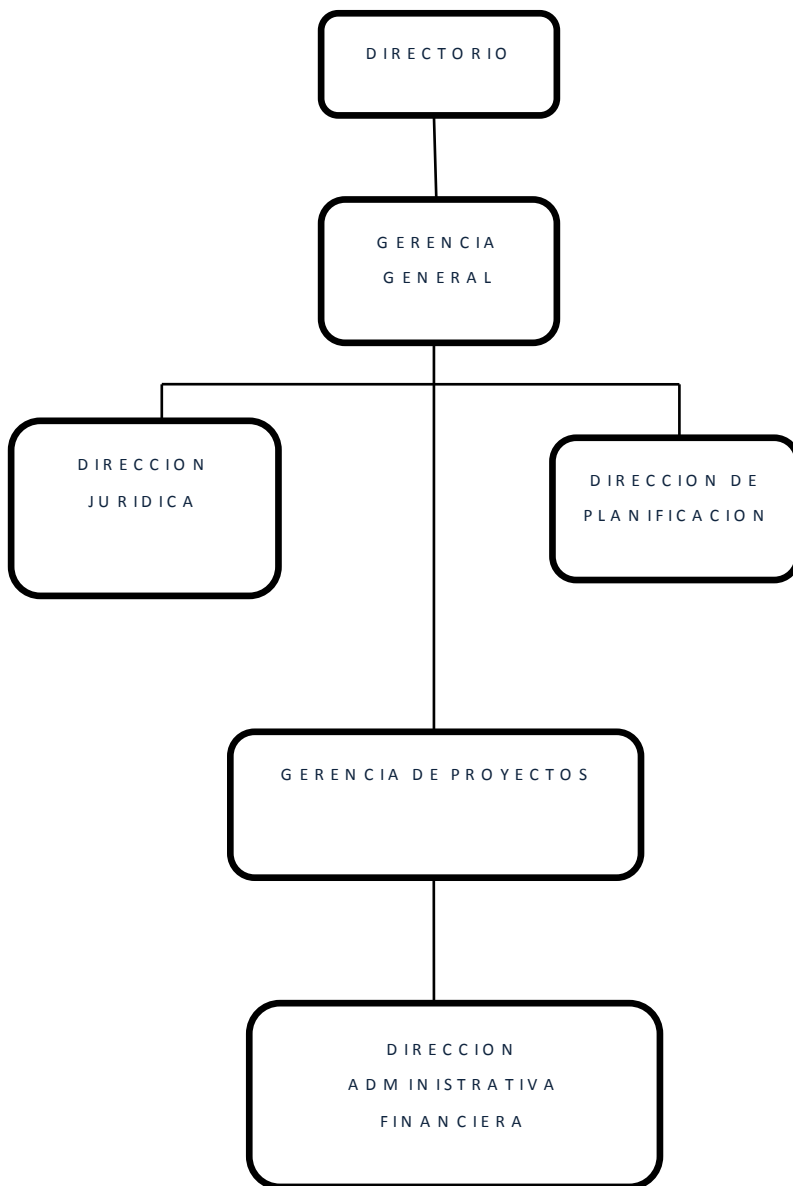 DIRECTORIO
GERENCIA
GENERAL
DIRECCION
JURIDICA
DIRECCION DE
PLANIFICACION
GERENCIA DE PROYECTOS
DIRECCION
ADMINISTRATIVA
FINANCIERA